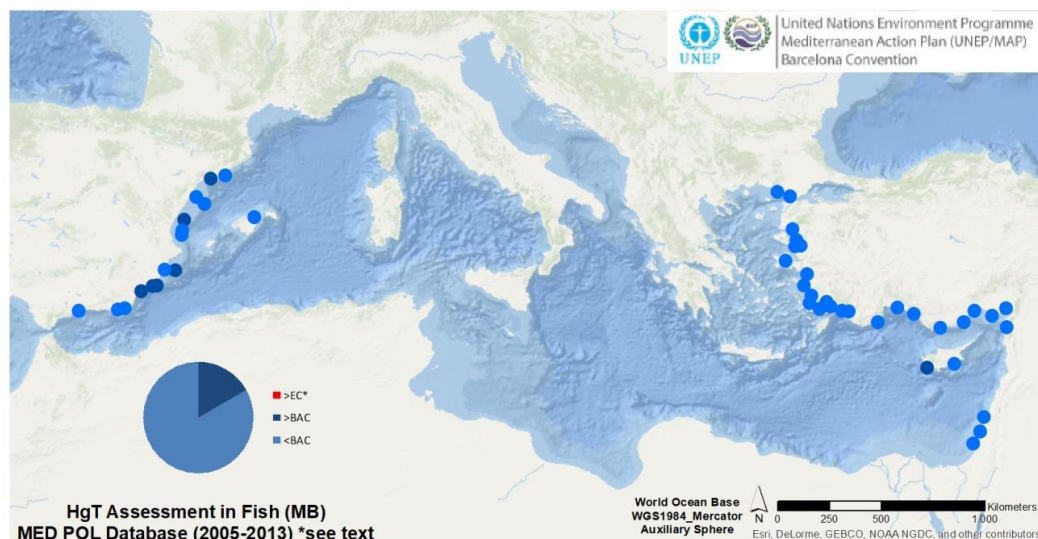 UNEP
MAP
United Nations Environment Programme
Mediterranean Action Plan (UNEP/MAP)
Barcelona Convention
>EC*
>BAC
<BAC
HgT Assessment in Fish (MB)
MED POL Database (2005-2013) *see text
World Ocean Base
WGS1984_Mercator
Auxiliary Sphere
N
Kilometers
0 250 500 1.000
Esri, DeLorme, GEBCO, NOAA NGDC, and other contributors